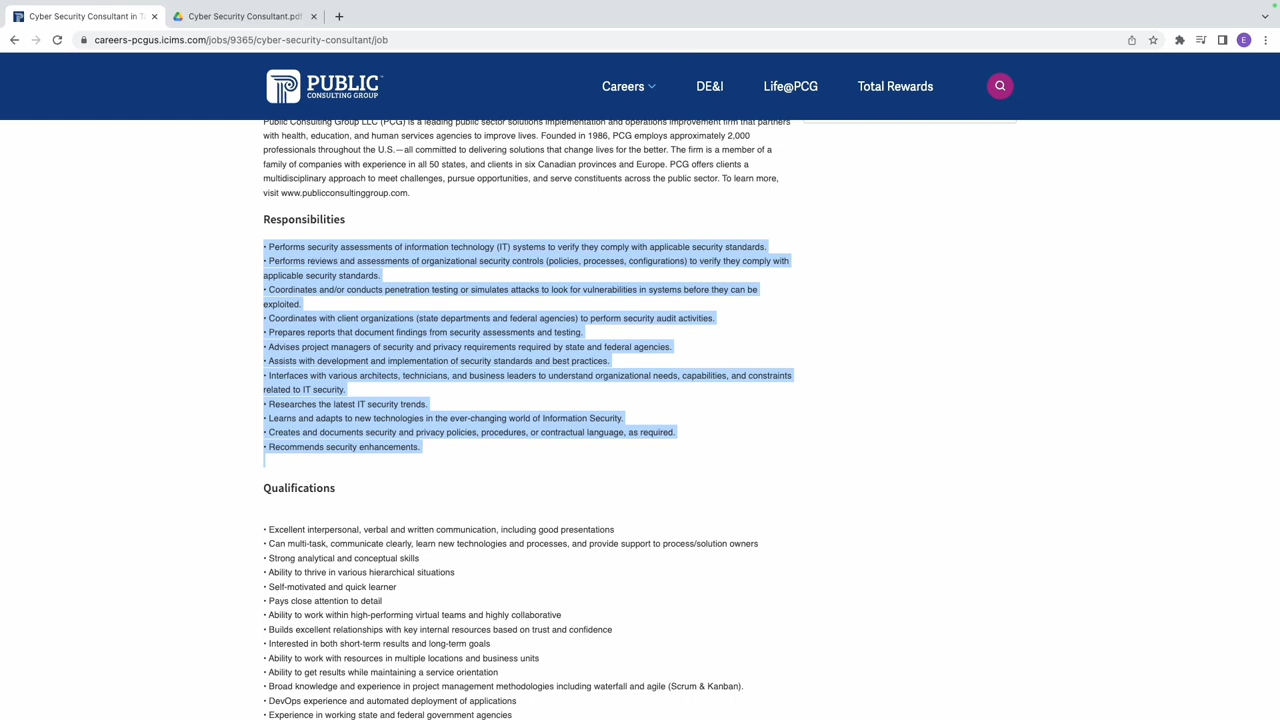 Cyber Security Consultant in T
Cyber Security Consultant.pdf
careers-pcgus.icims.com/jobs/9365/cyber-security-consultant/job
E
PUBLIC
CONSULTING GROUP
Careers
DE&I
Life@PCG
Total Rewards
Public Consulting Group LLC (PCG) is a leading public sector solutions implementation and operations improvement firm that partners
with health, education, and human services agencies to improve lives. Founded in 1986, PCG employs approximately 2,000
professionals throughout the U.S.—all committed to delivering solutions that change lives for the better. The firm is a member of a
family of companies with experience in all 50 states, and clients in six Canadian provinces and Europe. PCG offers clients a
multidisciplinary approach to meet challenges, pursue opportunities, and serve constituents across the public sector. To learn more,
visit www.publicconsultinggroup.com.
Responsibilities
• Performs security assessments of information technology (IT) systems to verify they comply with applicable security standards.
• Performs reviews and assessments of organizational security controls (policies, processes, configurations) to verify they comply with
applicable security standards.
• Coordinates and/or conducts penetration testing or simulates attacks to look for vulnerabilities in systems before they can be
exploited.
• Coordinates with client organizations (state departments and federal agencies) to perform security audit activities.
• Prepares reports that document findings from security assessments and testing.
• Advises project managers of security and privacy requirements required by state and federal agencies.
• Assists with development and implementation of security standards and best practices.
• Interfaces with various architects, technicians, and business leaders to understand organizational needs, capabilities, and constraints
related to IT security.
• Researches the latest IT security trends.
• Learns and adapts to new technologies in the ever-changing world of Information Security.
• Creates and documents security and privacy policies, procedures, or contractual language, as required.
• Recommends security enhancements.
Qualifications
• Excellent interpersonal, verbal and written communication, including good presentations
• Can multi-task, communicate clearly, learn new technologies and processes, and provide support to process/solution owners
• Strong analytical and conceptual skills
• Ability to thrive in various hierarchical situations
• Self-motivated and quick learner
• Pays close attention to detail
• Ability to work within high-performing virtual teams and highly collaborative
• Builds excellent relationships with key internal resources based on trust and confidence
• Interested in both short-term results and long-term goals
• Ability to work with resources in multiple locations and business units
• Ability to get results while maintaining a service orientation
• Broad knowledge and experience in project management methodologies including waterfall and agile (Scrum & Kanban).
• DevOps experience and automated deployment of applications
• Experience in working state and federal government agencies